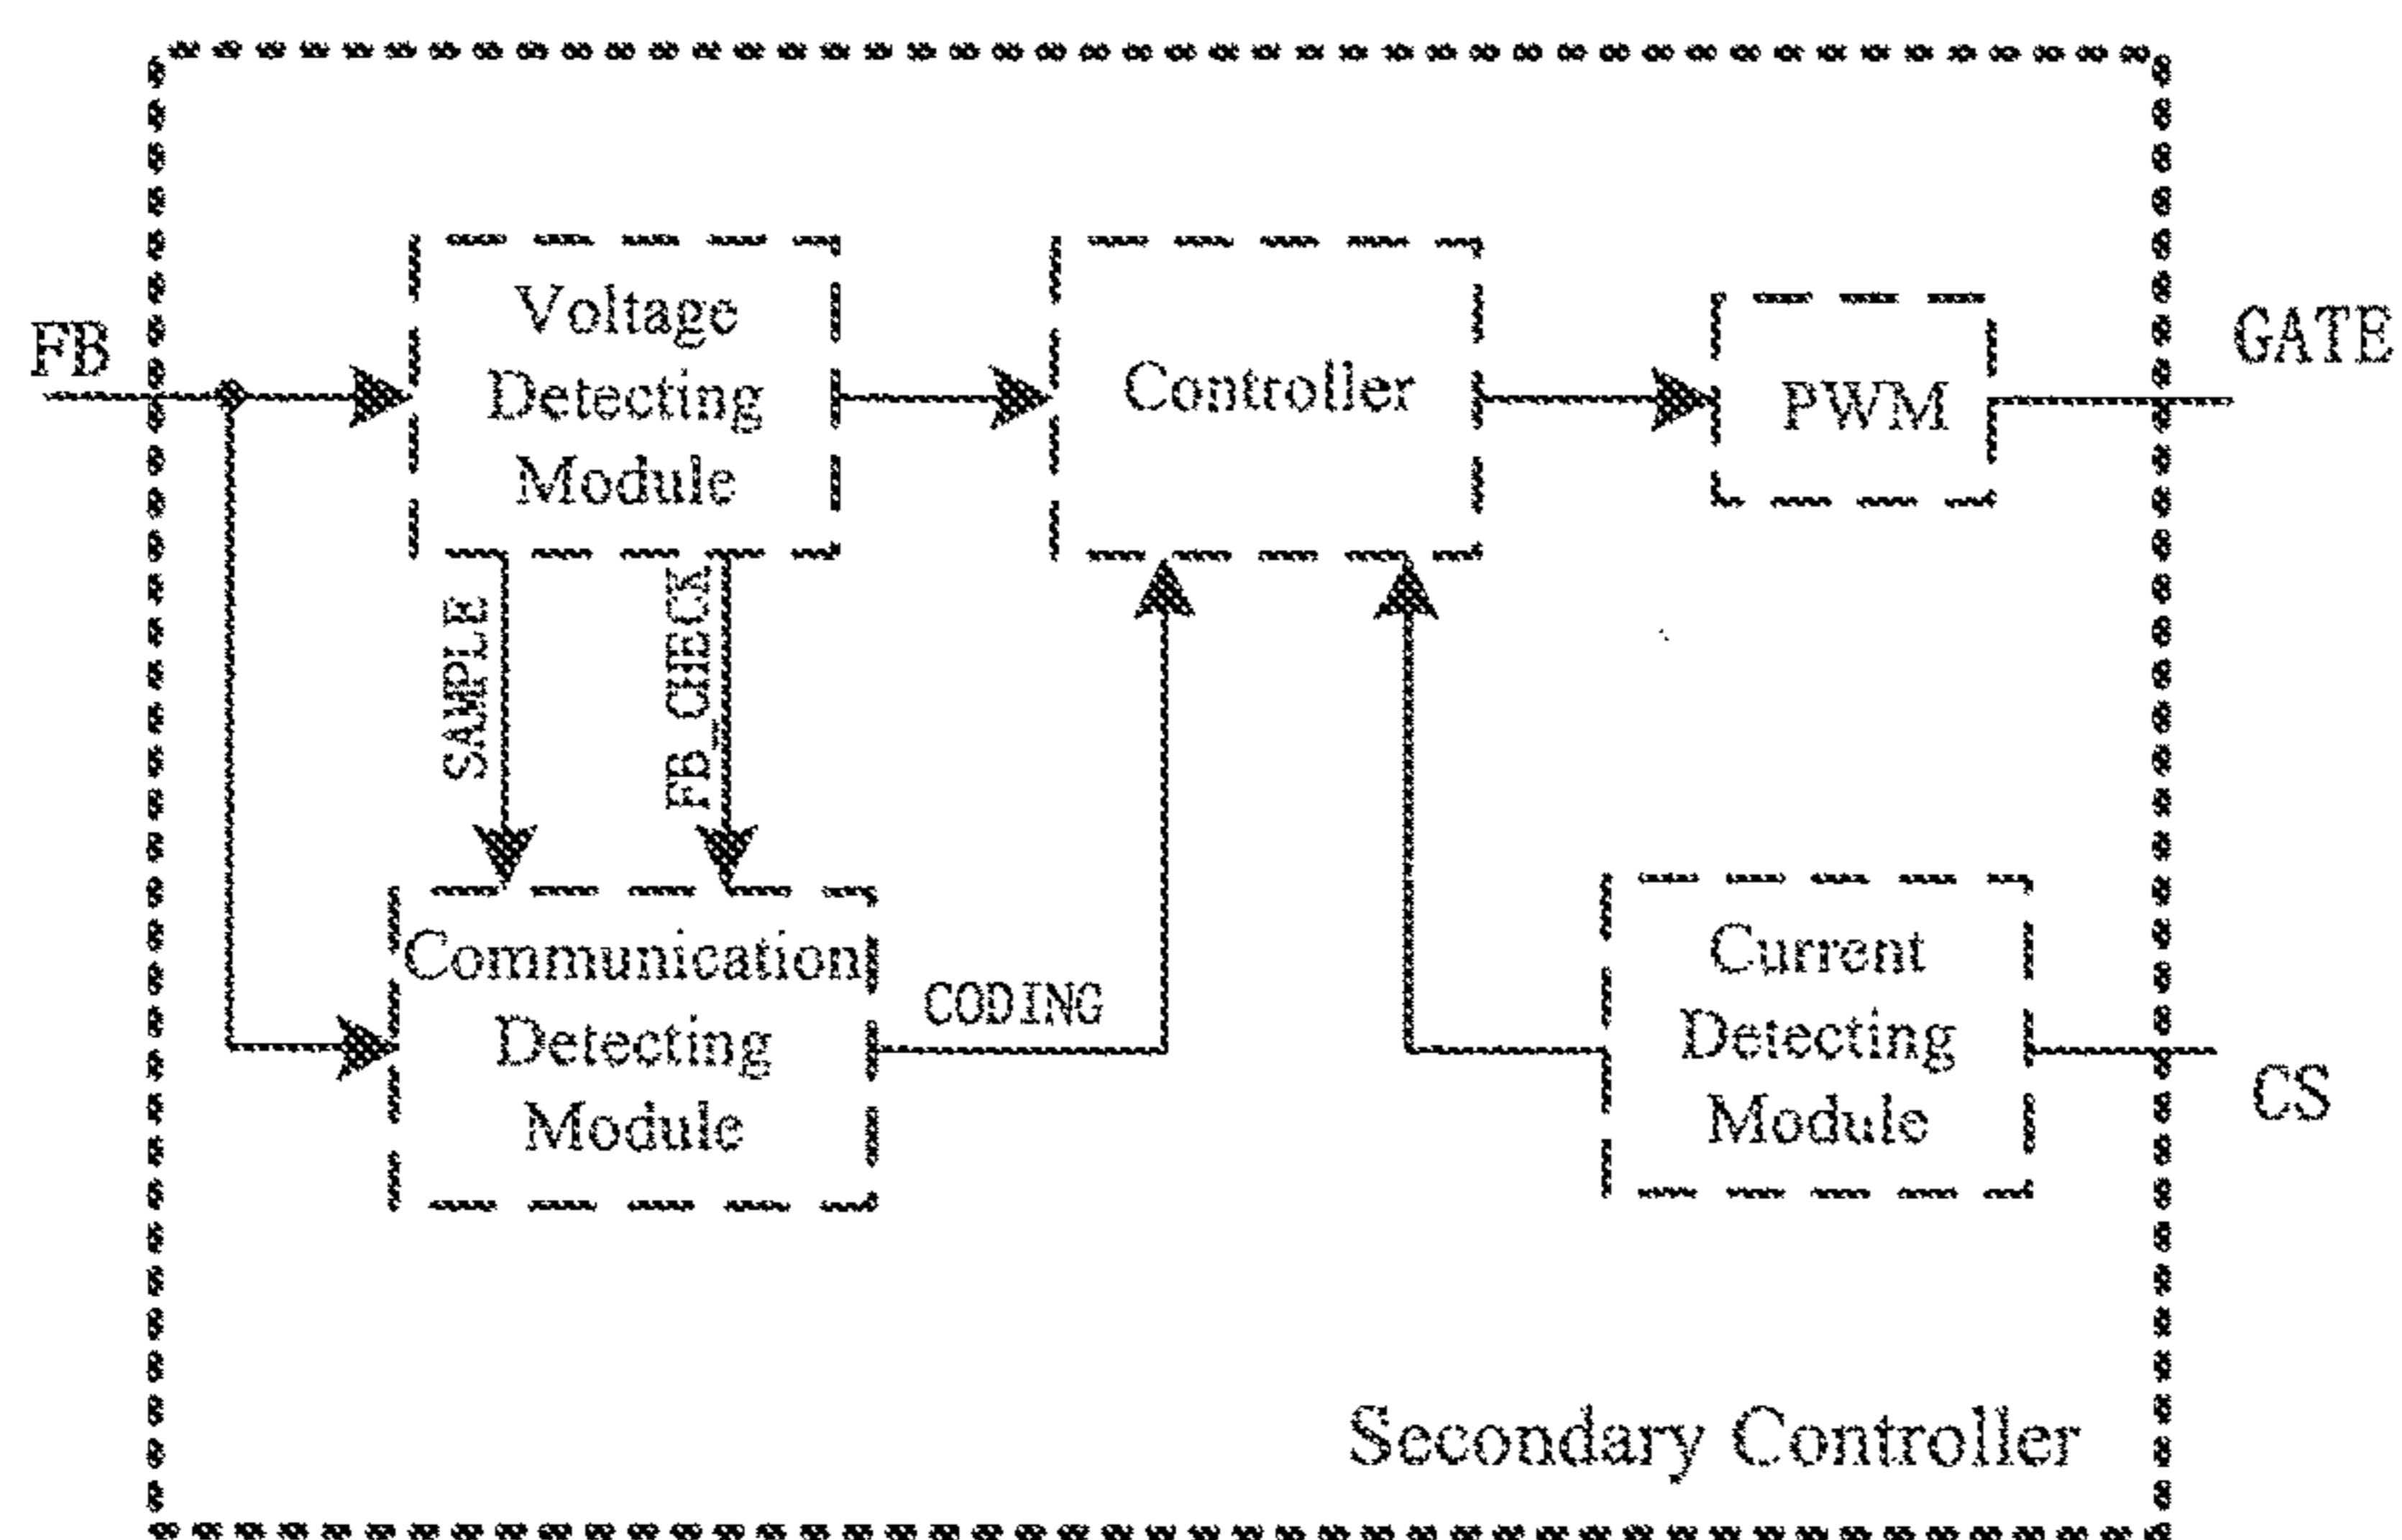 FB
Voltage
Detecting
Module
Controller
PWM
GATE
SAMPLE
FB_CHECK
Communication
Detecting
Module
CODING
Current
Detecting
Module
CS
Secondary Controller